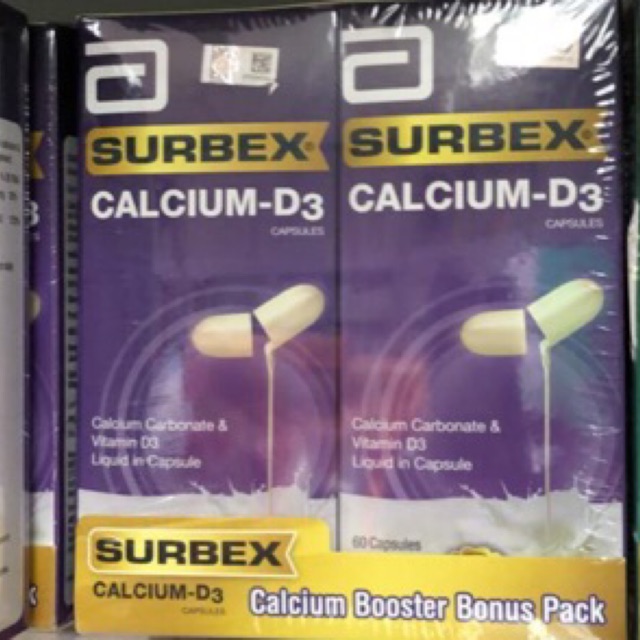 SURBEX®
CALCIUM-D3
CAPSULES
Calcium Carbonate &
Vitamin D3
Liquid in Capsule
SURBEX®
CALCIUM-D3
CAPSULES
Calcium Carbonate &
Vitamin D3
Liquid in Capsule
60 Capsules
SURBEX
CALCIUM-D3
CAPSULES
Calcium Booster Bonus Pack